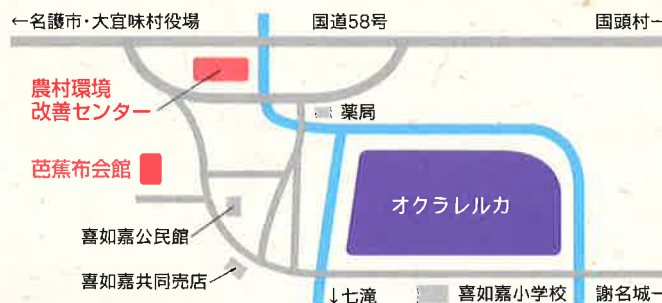 ←名護市・大宜味村役場
国道58号
国頭村→
農村環境
改善センター
薬局
芭蕉布会館
オクラレルカ
喜如嘉公民館
喜如嘉共同売店
↓七滝
喜如嘉小学校
謝名城→